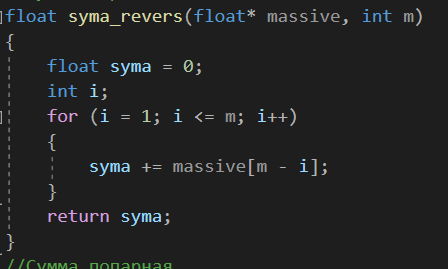 float syma_revers(float* massive, int m)
{
float syma = 0;
int i;
for (i = 1; i <= m; i++)
{
syma += massive[m - i];
}
return syma;
}
//Сумма попарная